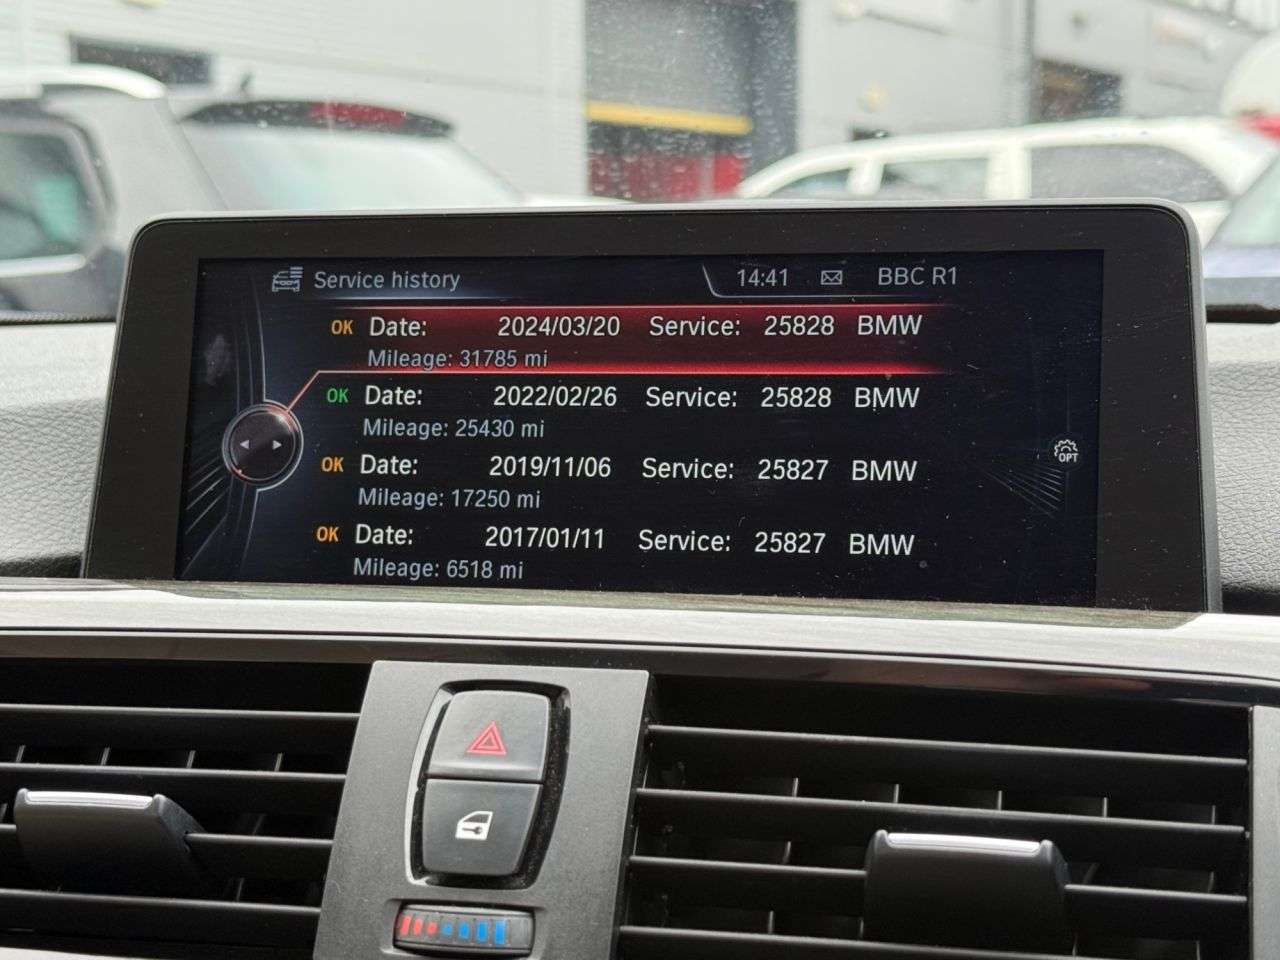 Service history 14:41 BBC R1
OK Date: 2024/03/20 Service: 25828 BMW
Mileage: 31785 mi
OK Date: 2022/02/26 Service: 25828 BMW
Mileage: 25430 mi
OK Date: 2019/11/06 Service: 25827 BMW
OPT
Mileage: 17250 mi
OK Date: 2017/01/11 Service: 25827 BMW
Mileage: 6518 mi